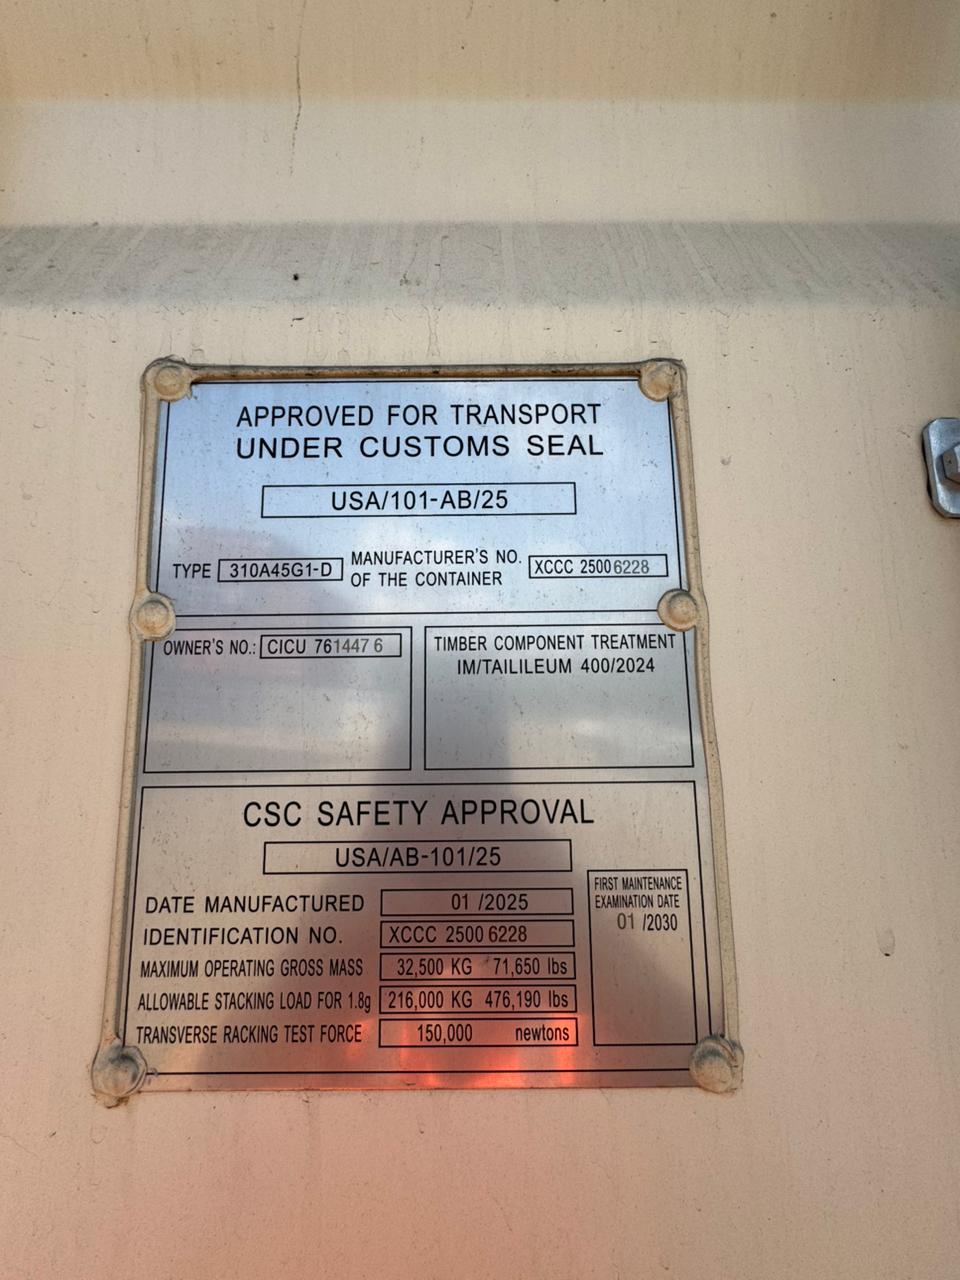 APPROVED FOR TRANSPORT
UNDER CUSTOMS SEAL
USA/101-AB/25
TYPE 310A45G1-D MANUFACTURER'S NO. OF THE CONTAINER XCCC 2500 6228
OWNER'S NO.: CICU 761447 6
TIMBER COMPONENT TREATMENT
IM/TAILILEUM 400/2024
CSC SAFETY APPROVAL
USA/AB-101/25
DATE MANUFACTURED 01 /2025
IDENTIFICATION NO. XCCC 2500 6228
MAXIMUM OPERATING GROSS MASS 32,500 KG 71,650 lbs
ALLOWABLE STACKING LOAD FOR 1.8g 216,000 KG 476,190 lbs
TRANSVERSE RACKING TEST FORCE 150,000 newtons
FIRST MAINTENANCE
EXAMINATION DATE
01 /2030